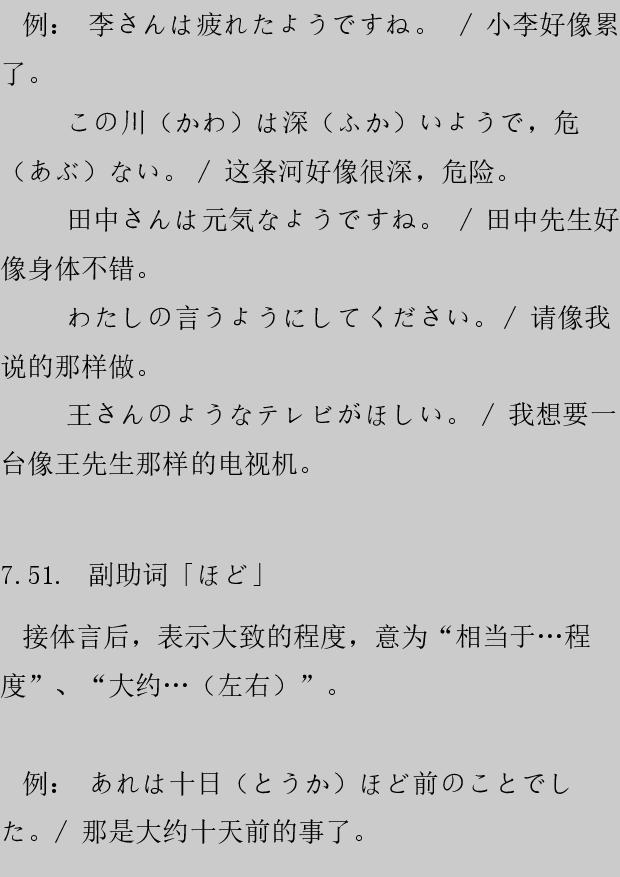 例： 李さんは疲れたようですね。 / 小李好像累
了。
この川（かわ）は深（ふか）いようで，危
（あぶ）ない。 / 这条河好像很深，危险。
田中さんは元気なようですね。 / 田中先生好
像身体不错。
わたしの言うようにしてください。/ 请像我
说的那样做。
王さんのようなテレビがほしい。 / 我想要一
台像王先生那样的电视机。
7.51. 副助词「ほど」
接体言后，表示大致的程度，意为“相当于…程
度”、“大约…（左右）”。
例： あれは十日（とうか）ほど前のことでし
た。/ 那是大约十天前的事了。